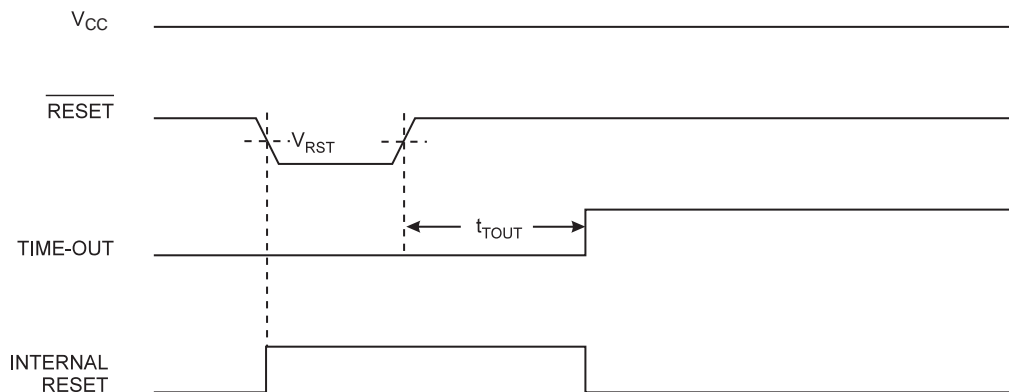 VCC
RESET
VRST
tTOUT
TIME-OUT
INTERNAL
RESET